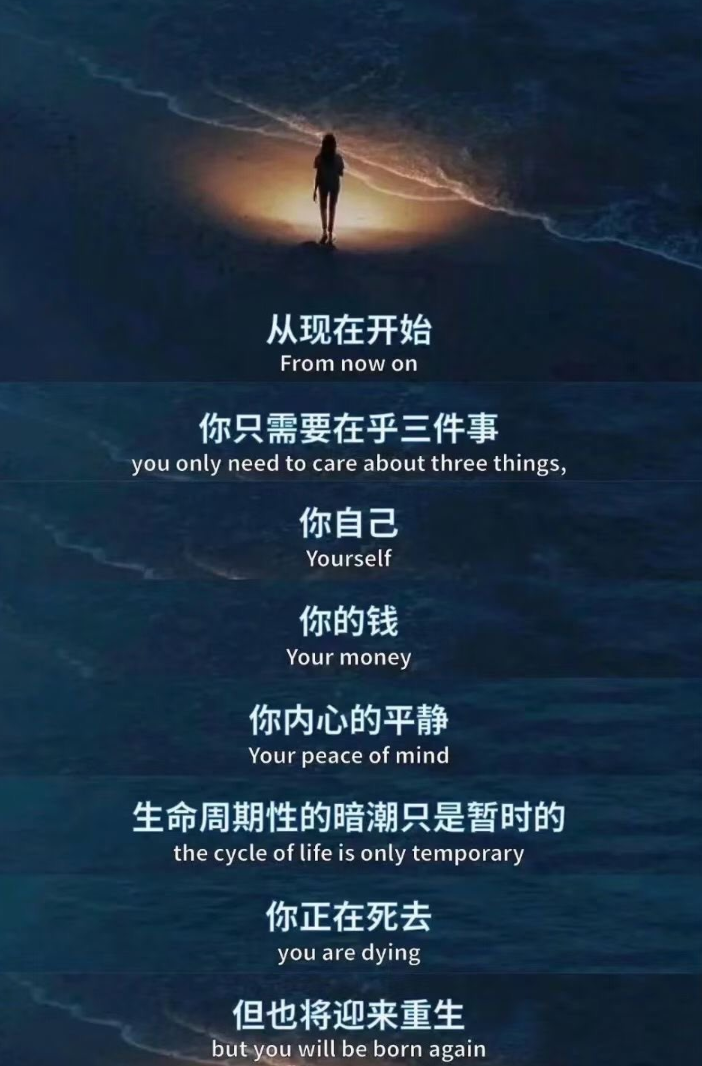 从现在开始
From now on
你只需要在乎三件事
you only need to care about three things,
你自己
Yourself
你的钱
Your money
你内心的平静
Your peace of mind
生命周期性的暗潮只是暂时的
the cycle of life is only temporary
你正在死去
you are dying
但也将迎来重生
but you will be born again